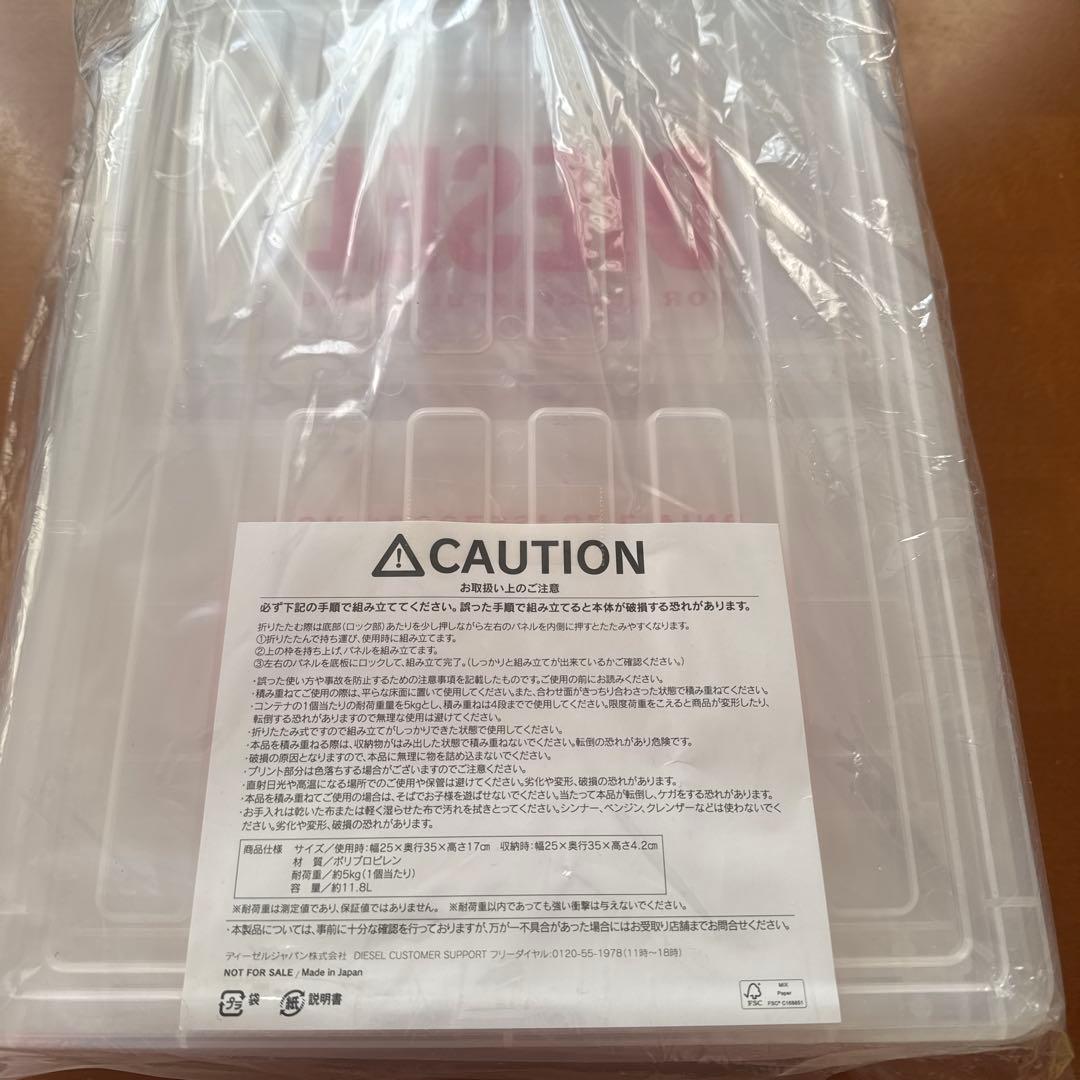 DIESEL
CAUTION
お取扱い上のご注意
必ず下記の手順で組み立ててください。誤った手順で組み立てると本体が破損する恐れがあります。
折りたたむ際は底部(ロック部)あたりを少し押しながら左右のパネルを内側に押すとたたみやすくなります。
①折りたたんで持ち運び、使用時に組み立てます。
②上の枠を持ち上げ、パネルを組み立てます。
③左右のパネルを底板にロックして、組み立て完了。(しっかりと組み立てが出来ているかご確認ください。)
・誤った使い方や事故を防止するための注意事項を記載したものです。ご使用の前にお読みください。
・積み重ねてご使用の際は、平らな床面に置いて使用してください。また、合わせ面がきっちり合わさった状態で積み重ねてください。
・コンテナの1個当たりの耐荷重量を5kgとし、積み重ねは4段までで使用してください。限度荷重をこえると商品が変形したり、
転倒する恐れがありますので無理な使用は避けてください。
・折りたたみ式ですので組み立てがしっかりできた状態で使用してください。
・本品を積み重ねる際は、収納物がはみ出した状態で積み重ねないでください。転倒の恐れがあり危険です。
・破損の原因となりますので、本品に無理に物を詰め込まないでください。
・プリント部分は色落ちする場合がございますのでご注意ください。
・直射日光や高温になる場所でのご使用や保管は避けてください。劣化や変形、破損の恐れがあります。
・本品を積み重ねてご使用の場合は、そばでお子様を遊ばせないでください。当たって本品が転倒し、ケガをする恐れがあります。
・お手入れは乾いた布または軽く湿らせた布で汚れを拭きとってください。シンナー、ベンジン、クレンザーなどは使わないでく
ださい。劣化や変形、破損の恐れがあります。
商品仕様 サイズ／使用時：幅25×奥行35×高さ17cm 収納時：幅25×奥行35×高さ4.2cm
材 質／ポリプロピレン
耐荷重／約5kg(1個当たり)
容 量／約11.8L
※耐荷重は測定値であり、保証値ではありません。 ※耐荷重以内であっても強い衝撃は与えないでください。
・本製品については、事前に十分な確認を行っておりますが、万が一不具合があった場合にはお受取り店舗までお問合せください。
ディーゼルジャパン株式会社 DIESEL CUSTOMER SUPPORT フリーダイヤル:0120-55-1978(11時〜18時)
NOT FOR SALE / Made in Japan
プラ 袋 紙 説明書
FSC MIX Paper FSC® C168851